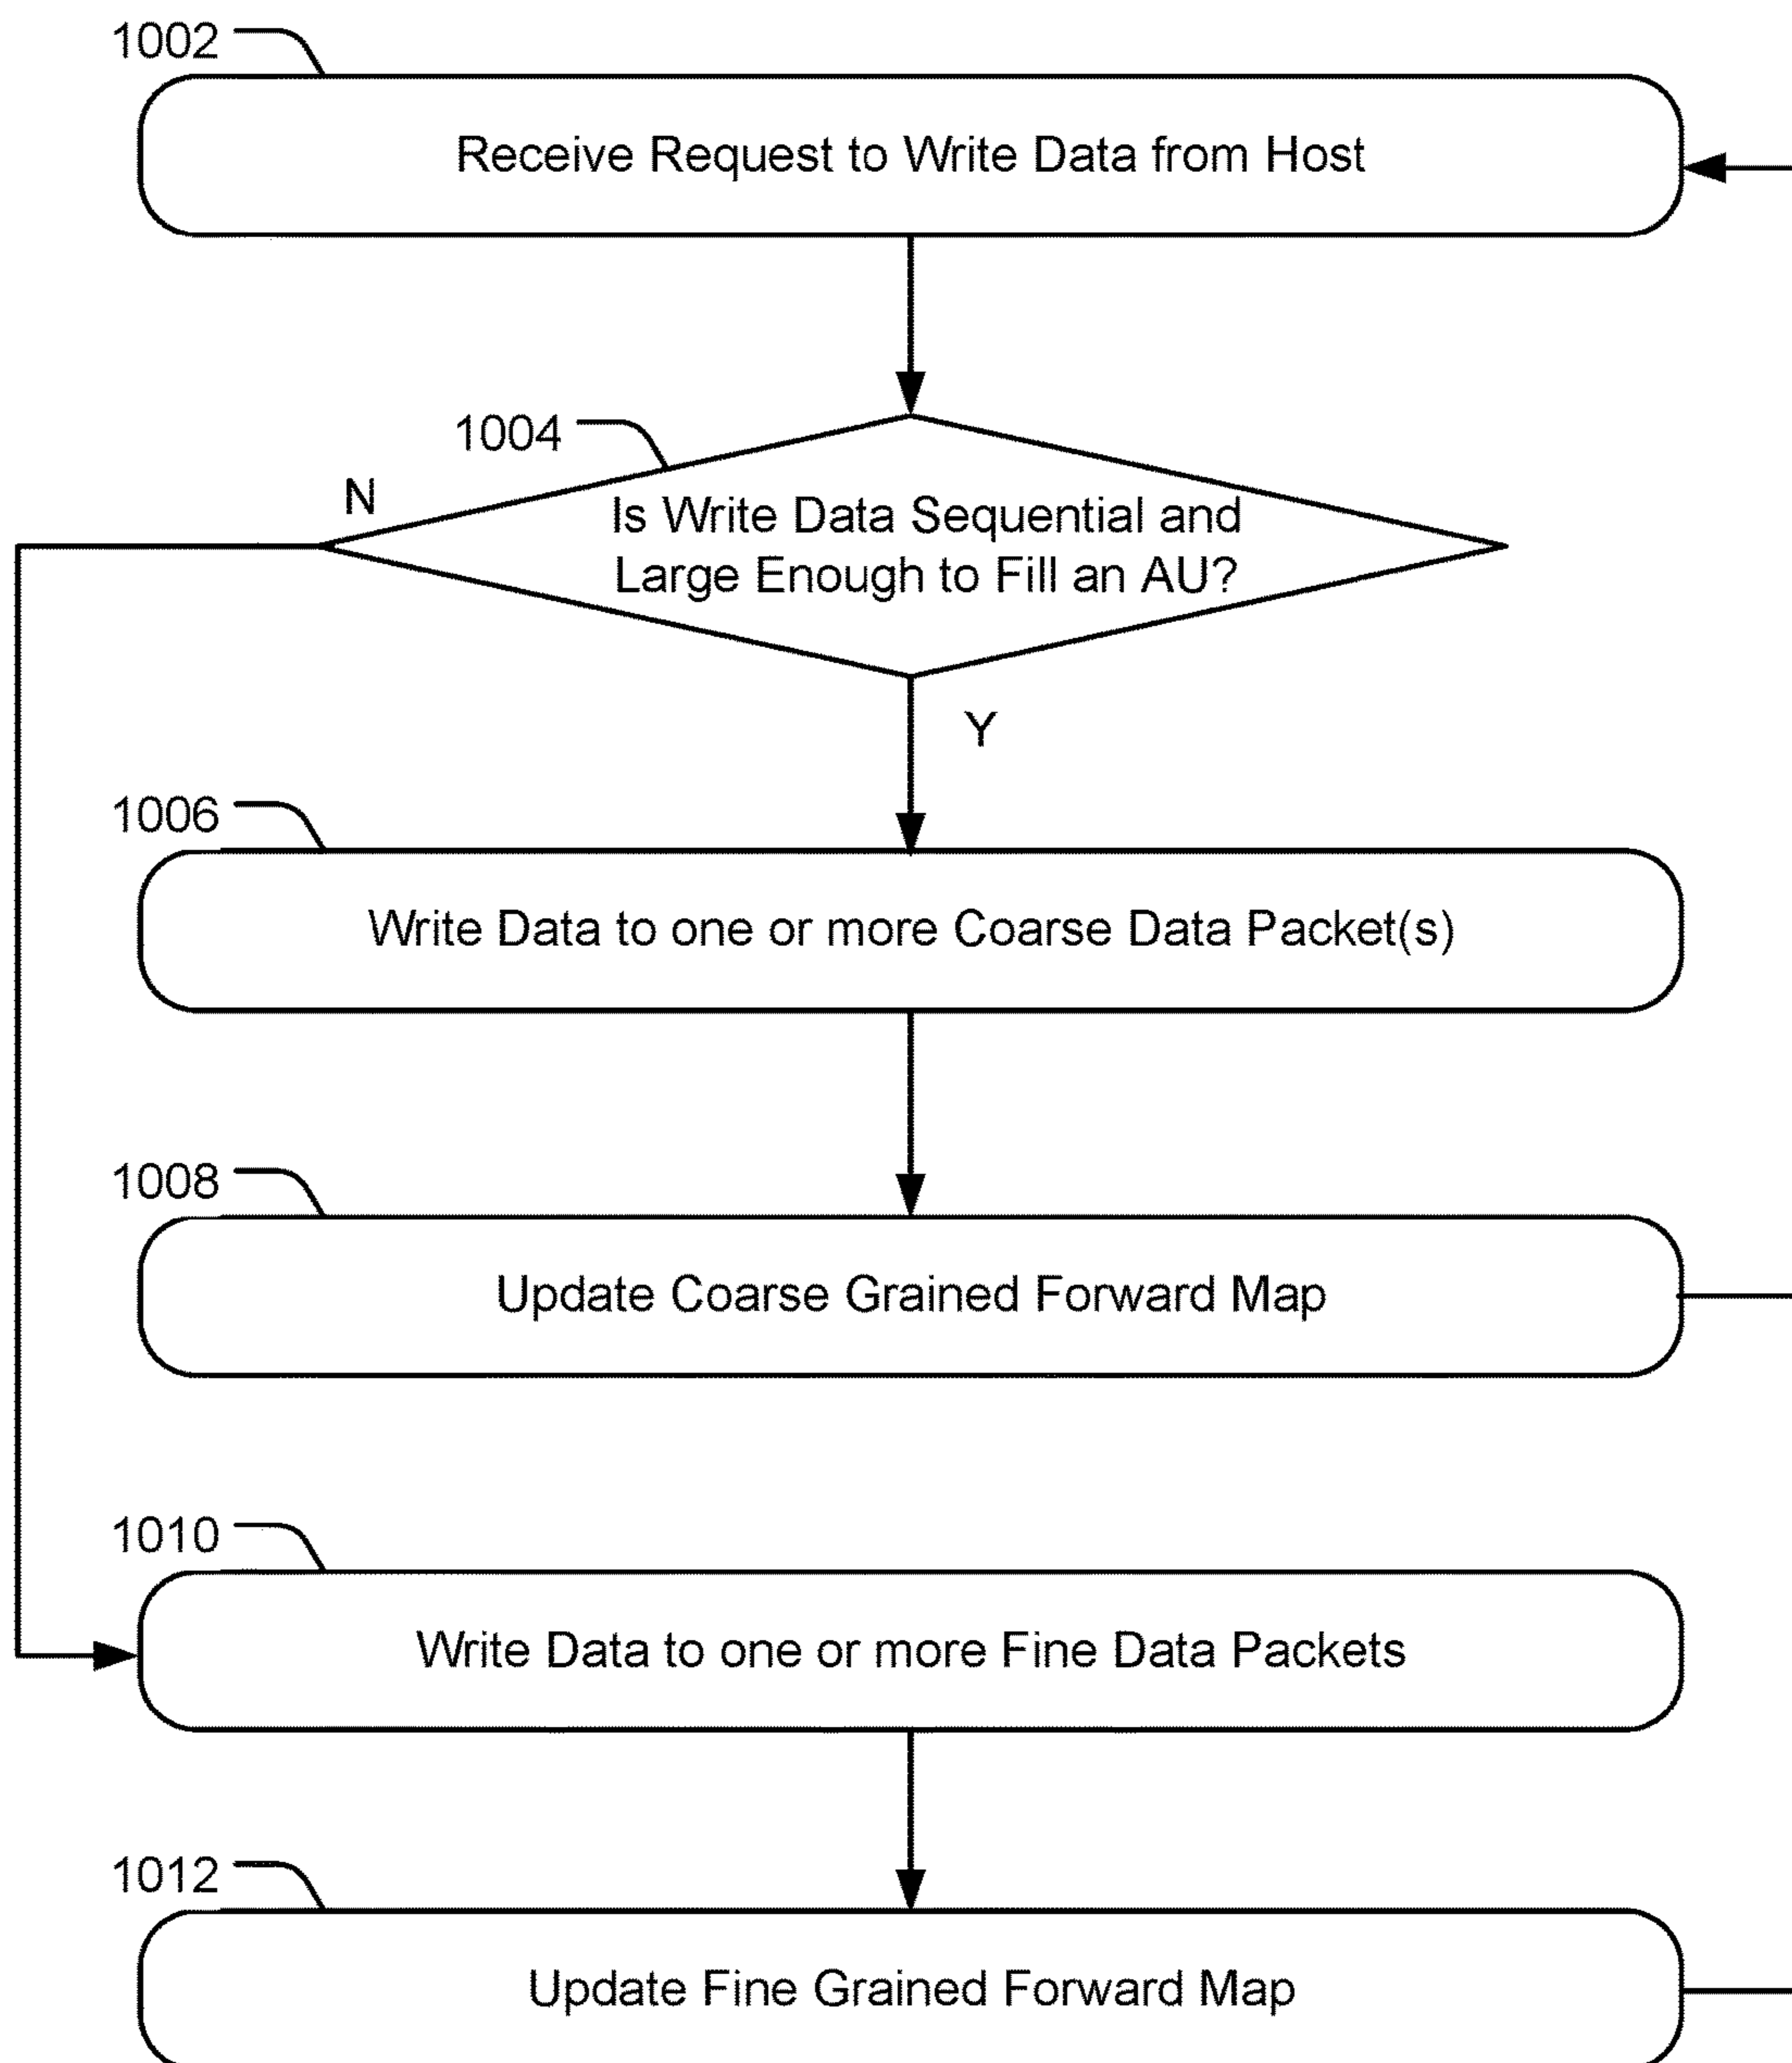 1002
Receive Request to Write Data from Host
1004
N
Is Write Data Sequential and
Large Enough to Fill an AU?
Y
1006
Write Data to one or more Coarse Data Packet(s)
1008
Update Coarse Grained Forward Map
1010
Write Data to one or more Fine Data Packets
1012
Update Fine Grained Forward Map